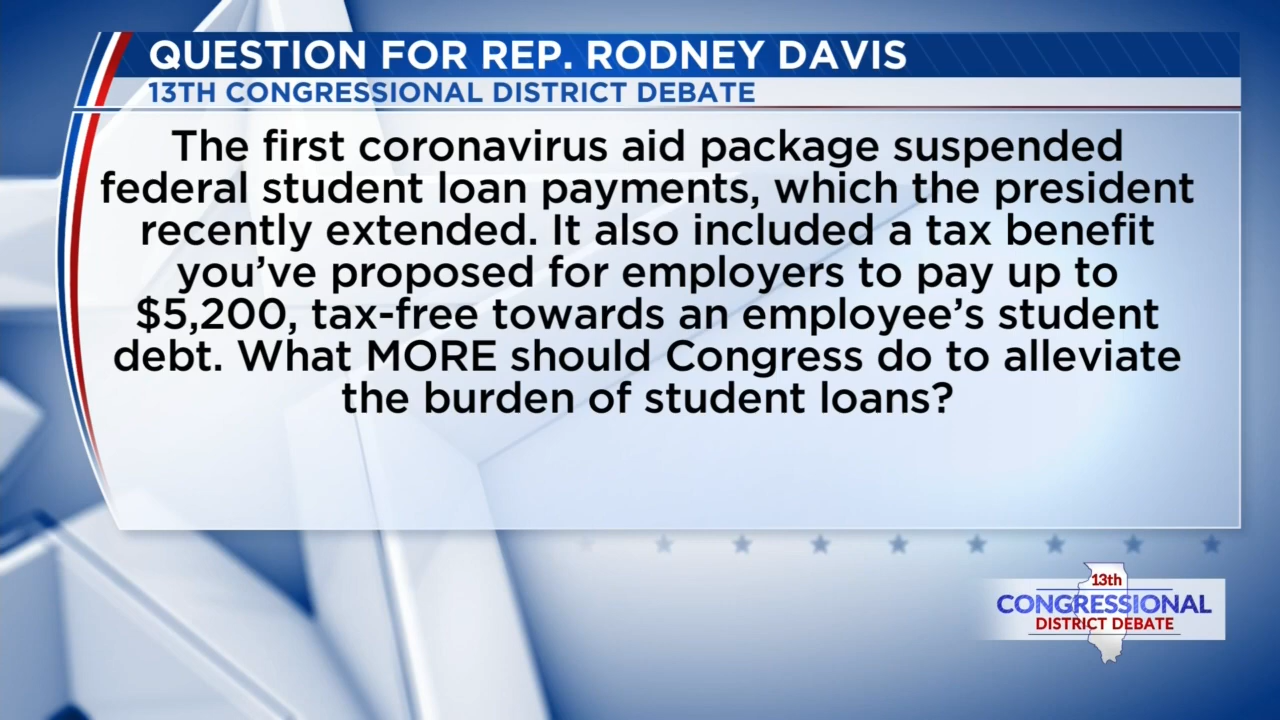 QUESTION FOR REP. RODNEY DAVIS
13TH CONGRESSIONAL DISTRICT DEBATE
The first coronavirus aid package suspended
federal student loan payments, which the president
recently extended. It also included a tax benefit
you’ve proposed for employers to pay up to
$5,200, tax-free towards an employee’s student
debt. What MORE should Congress do to alleviate
the burden of student loans?
13th
CONGRESSIONAL
DISTRICT DEBATE